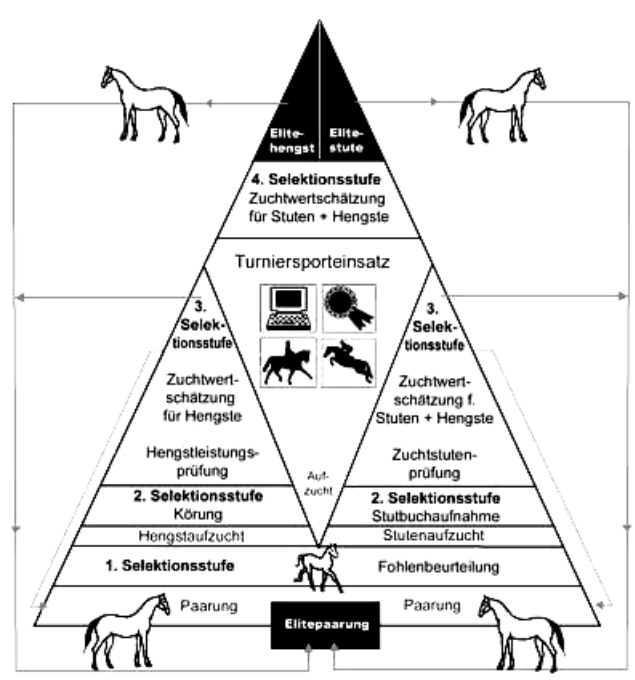 Elite-
hengst
Elite-
stute
4. Selektionsstufe
Zuchtwertschätzung
für Stuten + Hengste
Turniersporteinsatz
3.
Selek-
tionsstufe
Zuchtwert-
schätzung
für Hengste
Hengstleistungs-
prüfung
3.
Selek-
tionsstufe
Zuchtwert-
schätzung f.
Stuten + Hengste
Zuchtstuten-
prüfung
Auf-
zucht
2. Selektionsstufe
Körung
2. Selektionsstufe
Stutbuchaufnahme
Hengstaufzucht
Stutenaufzucht
1. Selektionsstufe
Fohlenbeurteilung
Paarung
Elitepaarung
Paarung